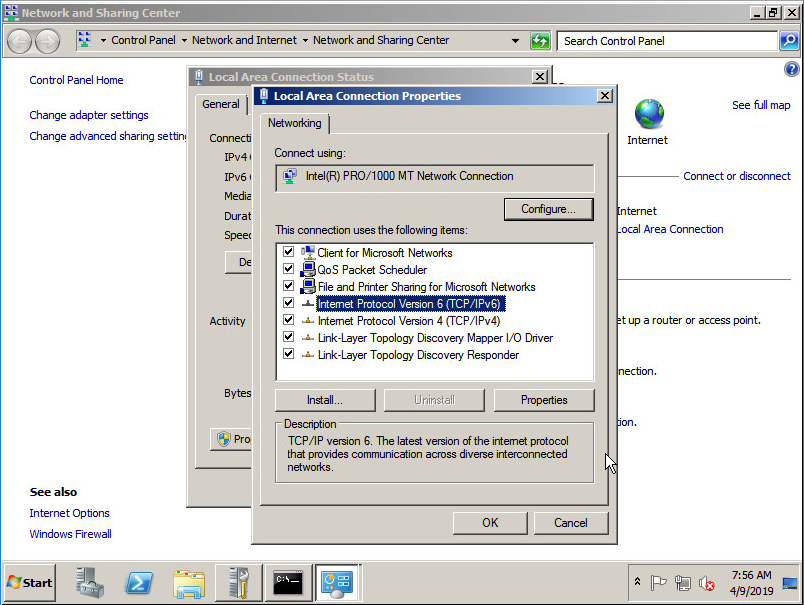 Network and Sharing Center
Control Panel
Network and Internet
Network and Sharing Center
Search Control Panel
Control Panel Home
Change adapter settings
Change advanced sharing settin
Local Area Connection Status
General
Connecti
IPv4
IPv6
Media
Durat
Speed
De
Activity
Bytes
Pro
Local Area Connection Properties
Networking
Connect using:
Intel(R) PRO/1000 MT Network Connection
Configure...
This connection uses the following items:
Client for Microsoft Networks
QoS Packet Scheduler
File and Printer Sharing for Microsoft Networks
Internet Protocol Version 6 (TCP/IPv6)
Internet Protocol Version 4 (TCP/IPv4)
Link-Layer Topology Discovery Mapper I/O Driver
Link-Layer Topology Discovery Responder
Install...
Uninstall
Properties
Description
TCP/IP version 6. The latest version of the internet protocol
that provides communication across diverse interconnected
networks.
OK
Cancel
See full map
Internet
Connect or disconnect
Internet
Local Area Connection
et up a router or access point.
nection.
tion.
See also
Internet Options
Windows Firewall
Start
7:56 AM
4/9/2019